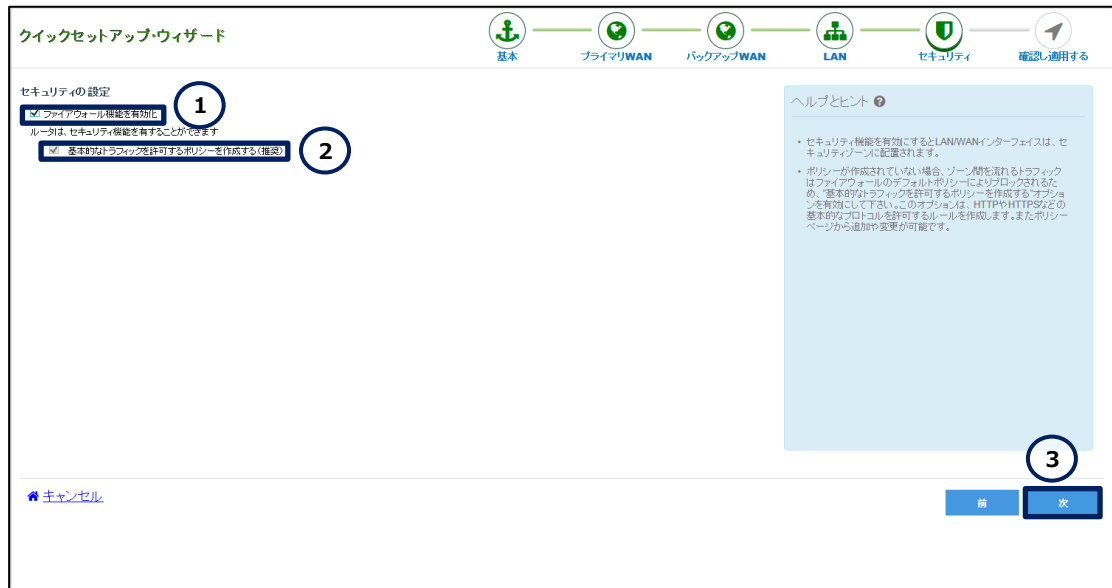 クイックセットアップ・ウィザード
基本
プライマリWAN
バックアップWAN
LAN
セキュリティ
確認し適用する
セキュリティの設定
1
ファイアウォール機能を有効化
ルータは、セキュリティ機能を有することができます
基本的なトラフィックを許可するポリシーを作成する(推奨)
2
ヘルプとヒント ?
・ セキュリティ機能を有効にするとLAN/WANインターフェイスは、セ
キュリティゾーンに配置されます。
・ ポリシーが作成されていない場合、ゾーン間を流れるトラフィック
はファイアウォールのデフォルトポリシーによりブロックされるた
め、"基本的なトラフィックを許可するポリシーを作成する"オプショ
ンを有効にして下さい。このオプションは、HTTPやHTTPSなどの
基本的なプロトコルを許可するルールを作成します。またポリシー
ページから追加や変更が可能です。
3
キャンセル
前
次